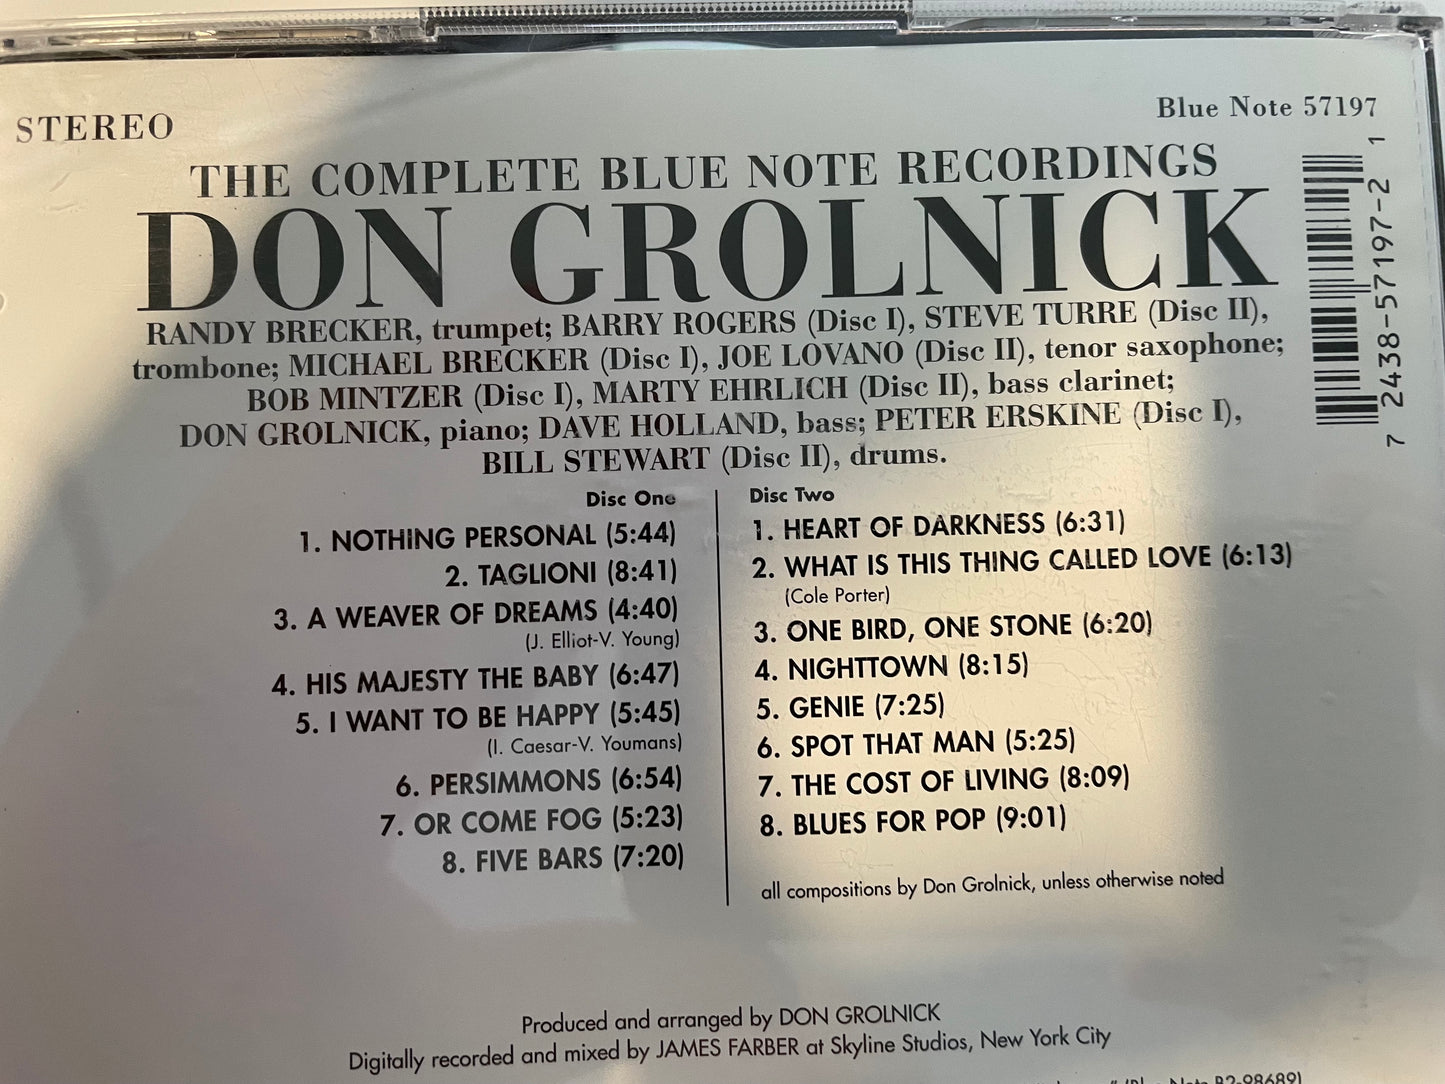 STEREO
Blue Note 57197
THE COMPLETE BLUE NOTE RECORDINGS
DON GROLNICK
RANDY BRECKER, trumpet; BARRY ROGERS (Disc I), STEVE TURRE (Disc II),
trombone; MICHAEL BRECKER (Disc I), JOE LOVANO (Disc II), tenor saxophone;
BOB MINTZER (Disc I), MARTY EHRLICH (Disc II), bass clarinet;
DON GROLNICK, piano; DAVE HOLLAND, bass; PETER ERSKINE (Disc I),
BILL STEWART (Disc II), drums.
7 2438-57197-2 1
Disc One
1. NOTHING PERSONAL (5:44)
2. TAGLIONI (8:41)
3. A WEAVER OF DREAMS (4:40)
(J. Elliot-V. Young)
4. HIS MAJESTY THE BABY (6:47)
5. I WANT TO BE HAPPY (5:45)
(I. Caesar-V. Youmans)
6. PERSIMMONS (6:54)
7. OR COME FOG (5:23)
8. FIVE BARS (7:20)
Disc Two
1. HEART OF DARKNESS (6:31)
2. WHAT IS THIS THING CALLED LOVE (6:13)
(Cole Porter)
3. ONE BIRD, ONE STONE (6:20)
4. NIGHTTOWN (8:15)
5. GENIE (7:25)
6. SPOT THAT MAN (5:25)
7. THE COST OF LIVING (8:09)
8. BLUES FOR POP (9:01)
all compositions by Don Grolnick, unless otherwise noted
Produced and arranged by DON GROLNICK
Digitally recorded and mixed by JAMES FARBER at Skyline Studios, New York City
(Blue Note B2-98689)